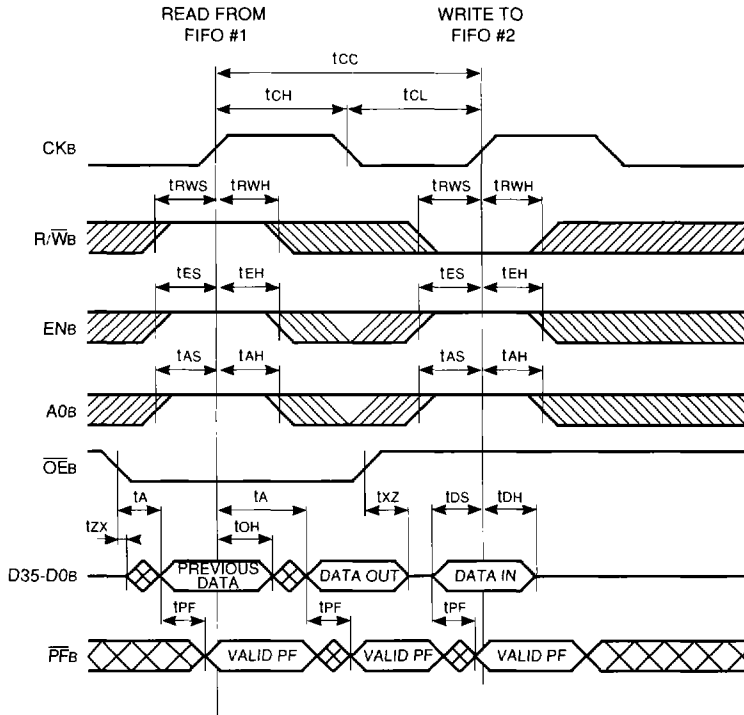 READ FROM
FIFO #1
WRITE TO
FIFO #2
tCC
tCH tCL
CKB
tRWS tRWH tRWS tRWH
R/W̅B
tES tEH tES tEH
ENB
tAS tAH tAS tAH
A0B
O̅E̅B
tA tA tXZ tDS tDH
tZX tOH
D35-D0B PREVIOUS DATA DATA OUT DATA IN
tPF tPF tPF
P̅F̅B VALID PF VALID PF VALID PF